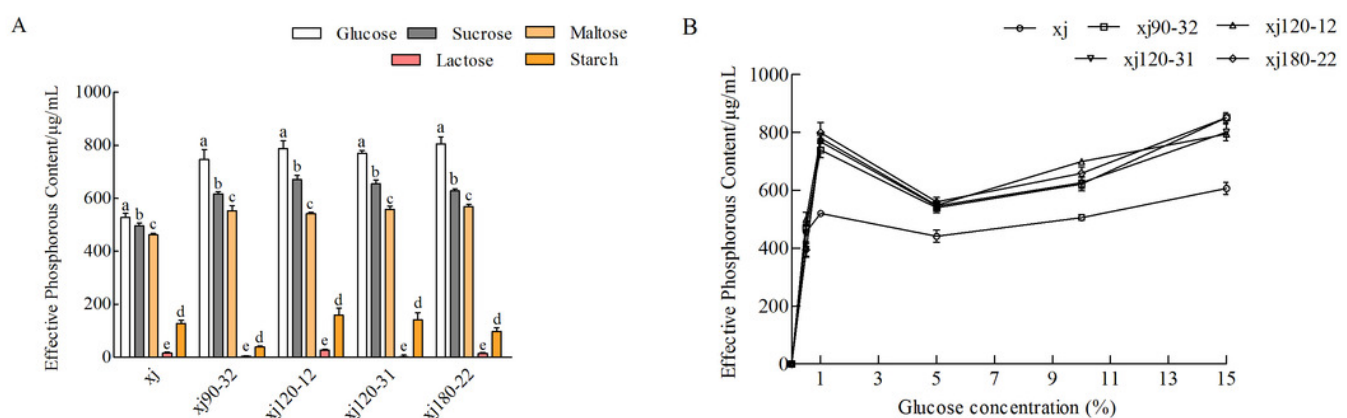 A
Glucose Sucrose Maltose
Lactose Starch
Effective Phosphorous Content/μg/mL
1000
800
600
400
200
0
a b c e d
a b c e d
a b c e d
a b c e d
a b c e d
xj xj90-32 xj120-12 xj120-31 xj180-22
B
xj xj90-32 xj120-12
xj120-31 xj180-22
Effective Phosphorous Content/μg/mL
1000
800
600
400
200
0
1 3 5 7 9 11 13 15
Glucose concentration (%)